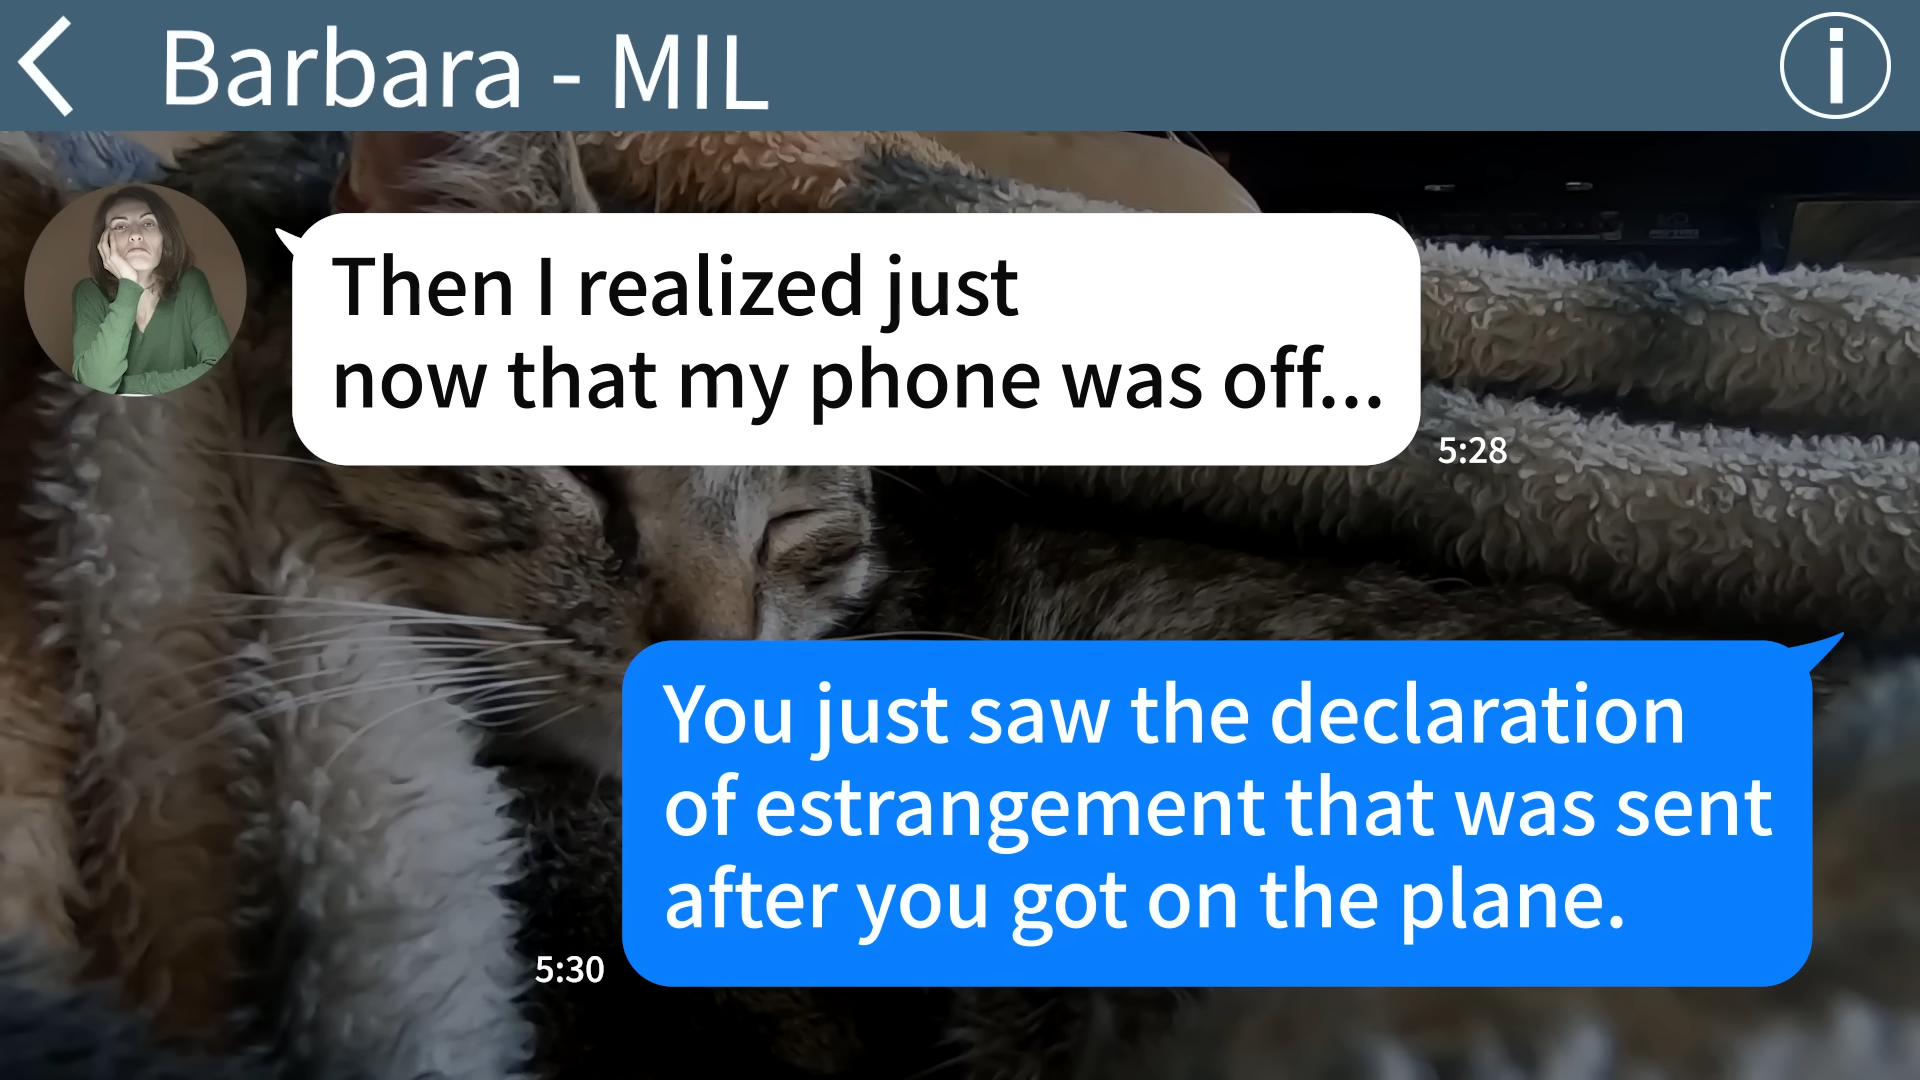 Barbara - MIL
Then I realized just
now that my phone was off...
5:28
You just saw the declaration
of estrangement that was sent
after you got on the plane.
5:30